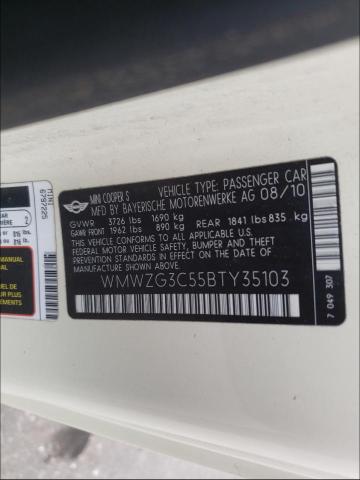 MINI
6797225
2
MINI COOPER S VEHICLE TYPE: PASSENGER CAR
MFD BY BAYERISCHE MOTORENWERKE AG 08/10
GVWR 3726 lbs 1690 kg
GAWR FRONT 1962 lbs 890 kg REAR 1841 lbs 835 kg
THIS VEHICLE CONFORMS TO ALL APPLICABLE
FEDERAL MOTOR VEHICLE SAFETY, BUMPER, AND
THEFT PREVENTION STANDARDS IN EFFECT ON
THE DATE OF MANUFACTURE SHOWN ABOVE.
WMWZG3C55BTY35103
7 049 307